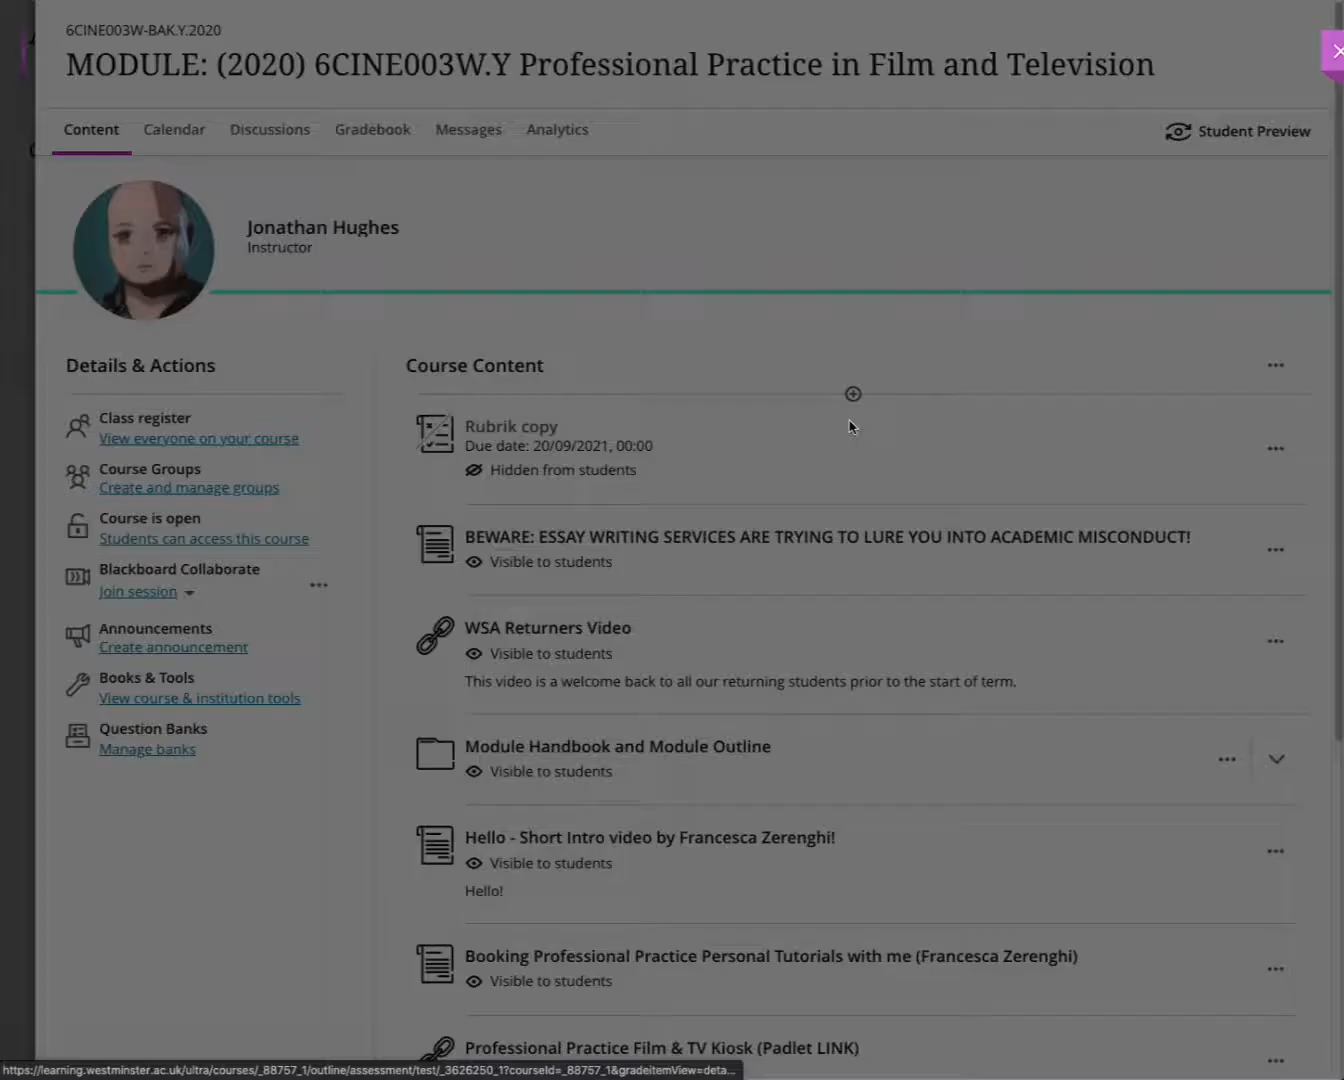 6CINE003W-BAK.Y.2020
MODULE: (2020) 6CINE003W.Y Professional Practice in Film and Television
Content Calendar Discussions Gradebook Messages Analytics Student Preview
Jonathan Hughes
Instructor
Details & Actions
Class register
View everyone on your course
Course Groups
Create and manage groups
Course is open
Students can access this course
Blackboard Collaborate
Join session
Announcements
Create announcement
Books & Tools
View course & institution tools
Question Banks
Manage banks
Course Content
Rubrik copy
Due date: 20/09/2021, 00:00
Hidden from students
BEWARE: ESSAY WRITING SERVICES ARE TRYING TO LURE YOU INTO ACADEMIC MISCONDUCT!
Visible to students
WSA Returners Video
Visible to students
This video is a welcome back to all our returning students prior to the start of term.
Module Handbook and Module Outline
Visible to students
Hello - Short Intro video by Francesca Zerenghi!
Visible to students
Hello!
Booking Professional Practice Personal Tutorials with me (Francesca Zerenghi)
Visible to students
Professional Practice Film & TV Kiosk (Padlet LINK)
https://learning.westminster.ac.uk/ultra/courses/_88757_1/outline/assessment/test/_3626250_1?courseId=_88757_1&gradeitemView=deta...